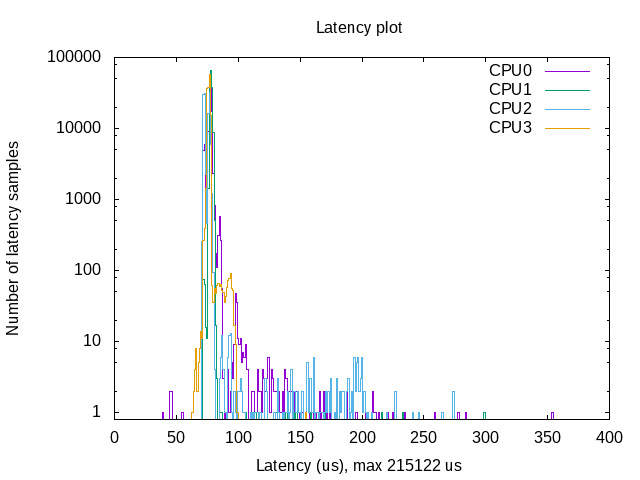 Latency plot
Number of latency samples
100000
10000
1000
100
10
1
CPU0
CPU1
CPU2
CPU3
0 50 100 150 200 250 300 350 400
Latency (us), max 215122 us